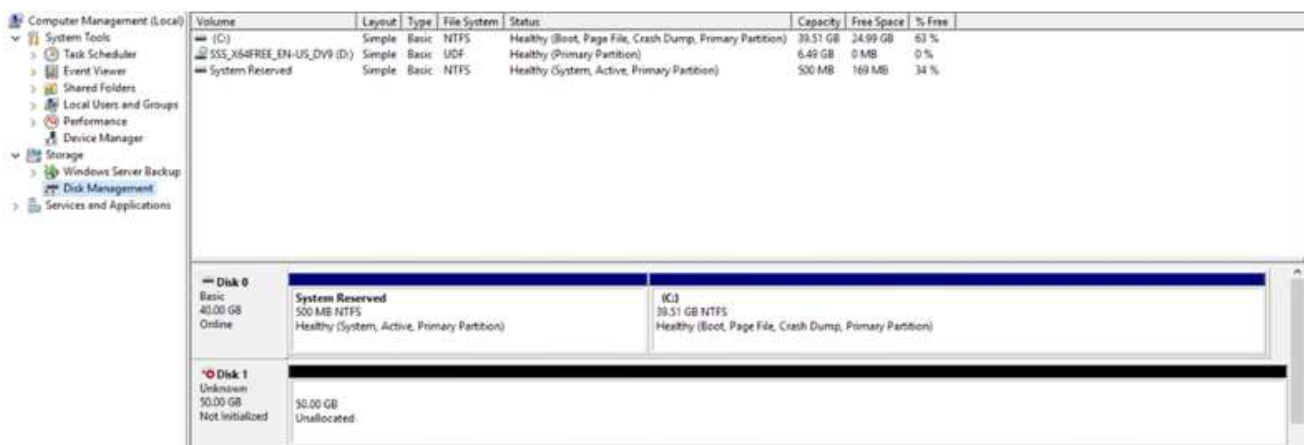 Computer Management (Local)
System Tools
Task Scheduler
Event Viewer
Shared Folders
Local Users and Groups
Performance
Device Manager
Storage
Windows Server Backup
Disk Management
Services and Applications
Volume Layout Type File System Status Capacity Free Space % Free
(C:) Simple Basic NTFS Healthy (Boot, Page File, Crash Dump, Primary Partition) 39.51 GB 24.99 GB 63 %
SSS_X64FREE_EN-US_DV9 (D:) Simple Basic UDF Healthy (Primary Partition) 6.49 GB 0 MB 0 %
System Reserved Simple Basic NTFS Healthy (System, Active, Primary Partition) 500 MB 169 MB 34 %
Disk 0
Basic
40.00 GB
Online
System Reserved
500 MB NTFS
Healthy (System, Active, Primary Partition)
(C:)
39.51 GB NTFS
Healthy (Boot, Page File, Crash Dump, Primary Partition)
Disk 1
Unknown
50.00 GB
Not Initialized
50.00 GB
Unallocated